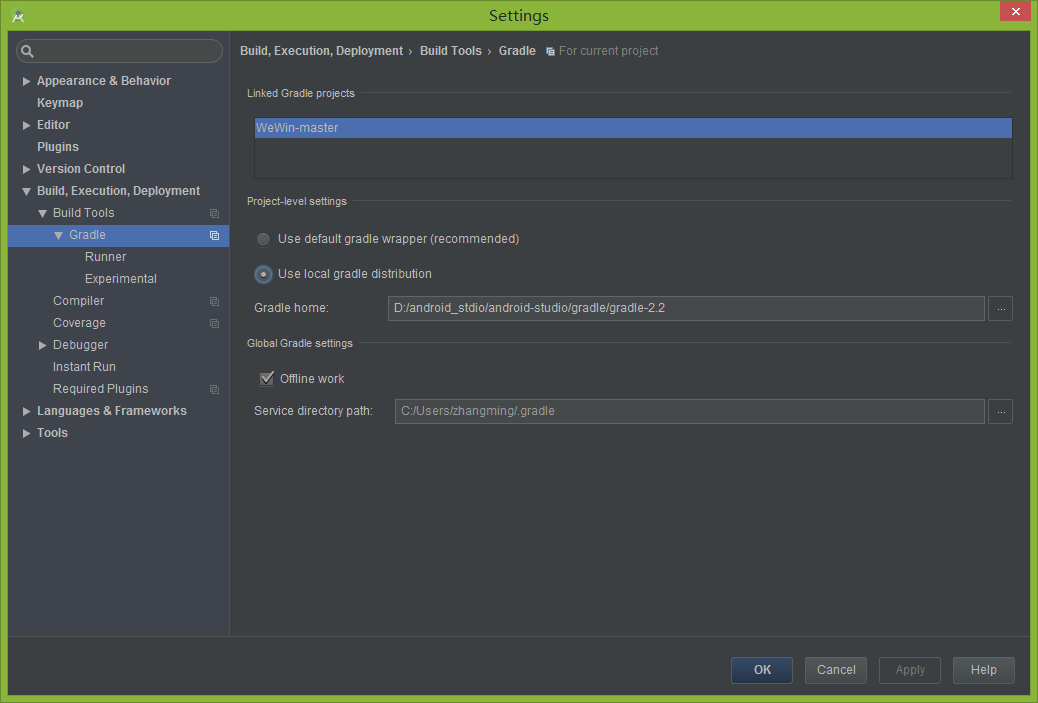 Settings
Appearance & Behavior
Keymap
Editor
Plugins
Version Control
Build, Execution, Deployment
Build Tools
Gradle
Runner
Experimental
Compiler
Coverage
Debugger
Instant Run
Required Plugins
Languages & Frameworks
Tools
Build, Execution, Deployment › Build Tools › Gradle For current project
Linked Gradle projects
WeWin-master
Project-level settings
Use default gradle wrapper (recommended)
Use local gradle distribution
Gradle home: D:/android_stdio/android-studio/gradle/gradle-2.2 ...
Global Gradle settings
Offline work
Service directory path: C:/Users/zhangming/.gradle ...
OK Cancel Apply Help